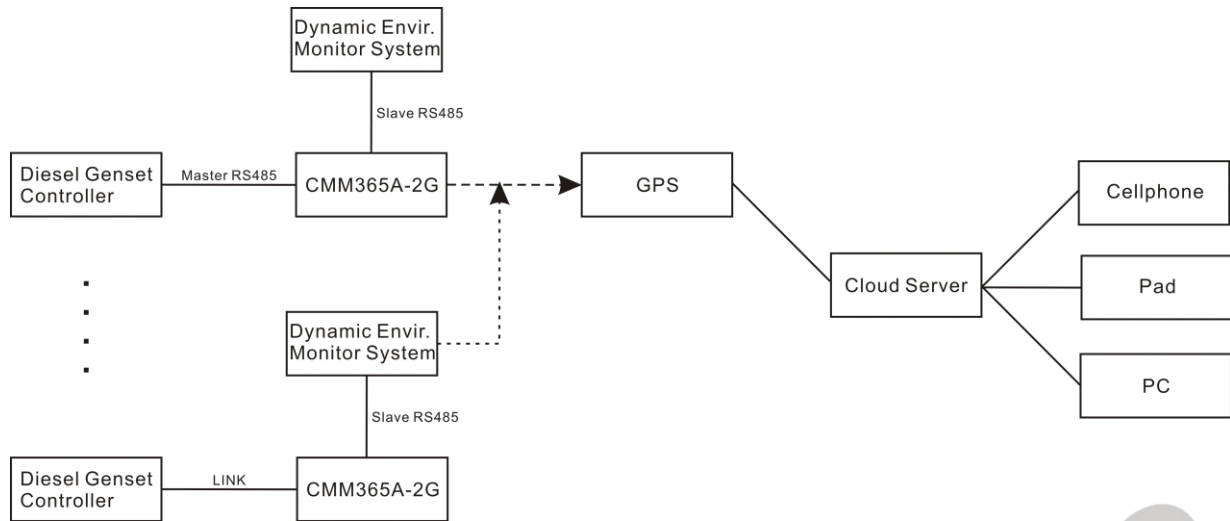 Dynamic Envir.
Monitor System
Slave RS485
Diesel Genset
Controller
Master RS485
CMM365A-2G
GPS
Cellphone
Cloud Server
Pad
PC
Dynamic Envir.
Monitor System
Slave RS485
Diesel Genset
Controller
LINK
CMM365A-2G